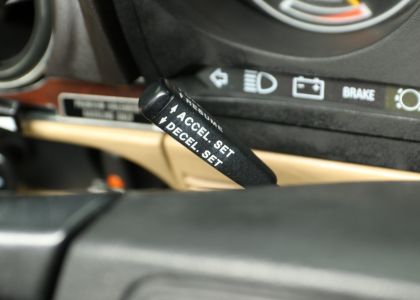 RESUME
ACCEL. SET
DECEL. SET
BRAKE